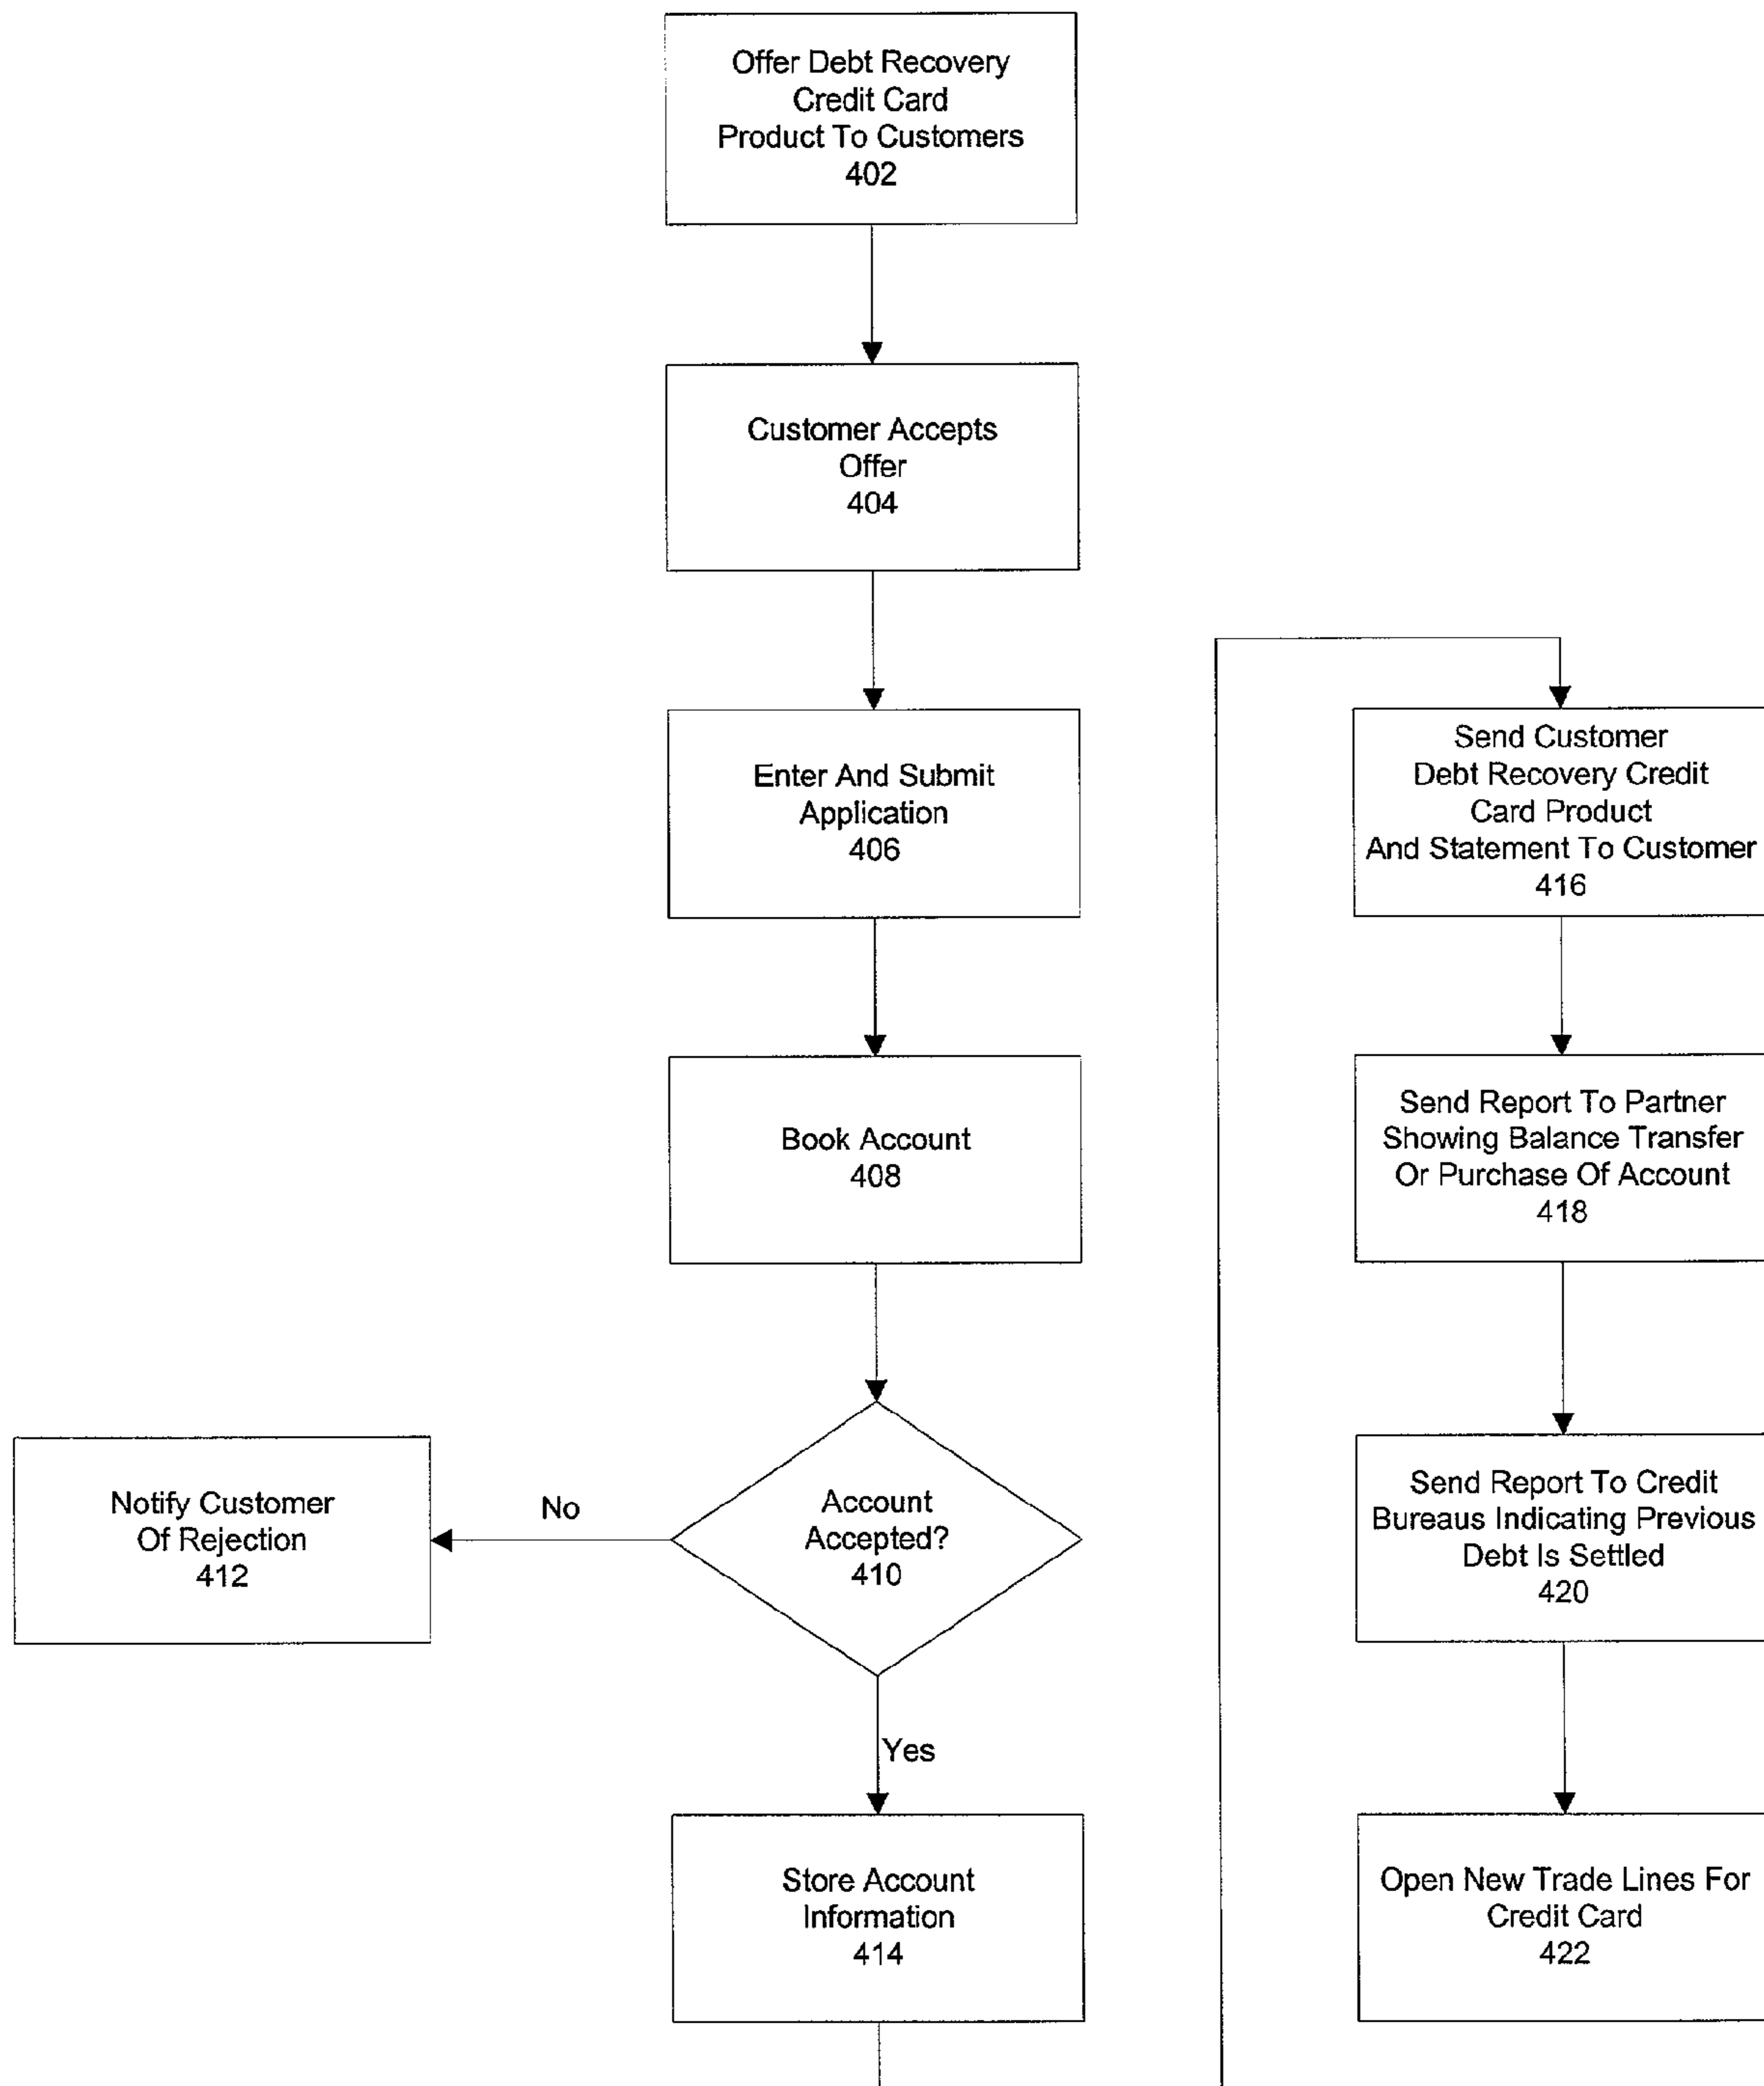 Offer Debt Recovery
Credit Card
Product To Customers
402
Customer Accepts
Offer
404
Enter And Submit
Application
406
Book Account
408
Account
Accepted?
410
No
Notify Customer
Of Rejection
412
Yes
Store Account
Information
414
Send Customer
Debt Recovery Credit
Card Product
And Statement To Customer
416
Send Report To Partner
Showing Balance Transfer
Or Purchase Of Account
418
Send Report To Credit
Bureaus Indicating Previous
Debt Is Settled
420
Open New Trade Lines For
Credit Card
422